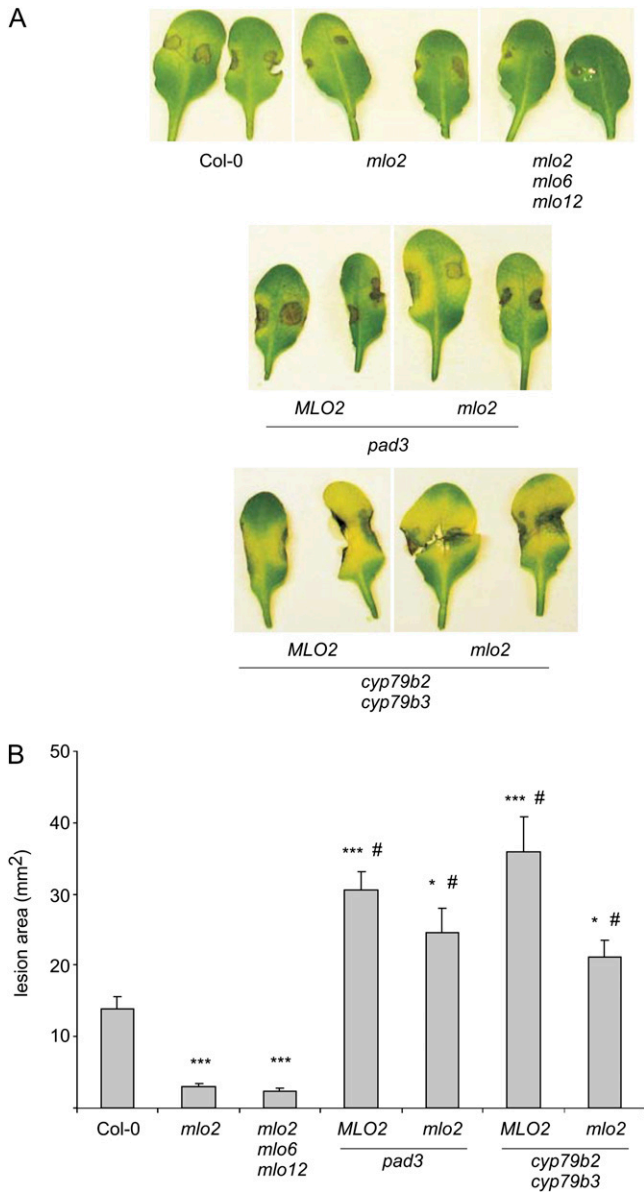 A
Col-0 mlo2 mlo2
mlo6
mlo12
MLO2 mlo2
pad3
MLO2 mlo2
cyp79b2
cyp79b3
B
lesion area (mm²)
50
40
30
20
10
*** *** *** # * # *** # * #
Col-0 mlo2 mlo2 MLO2 mlo2 MLO2 mlo2
mlo6 pad3 cyp79b2
mlo12 cyp79b3